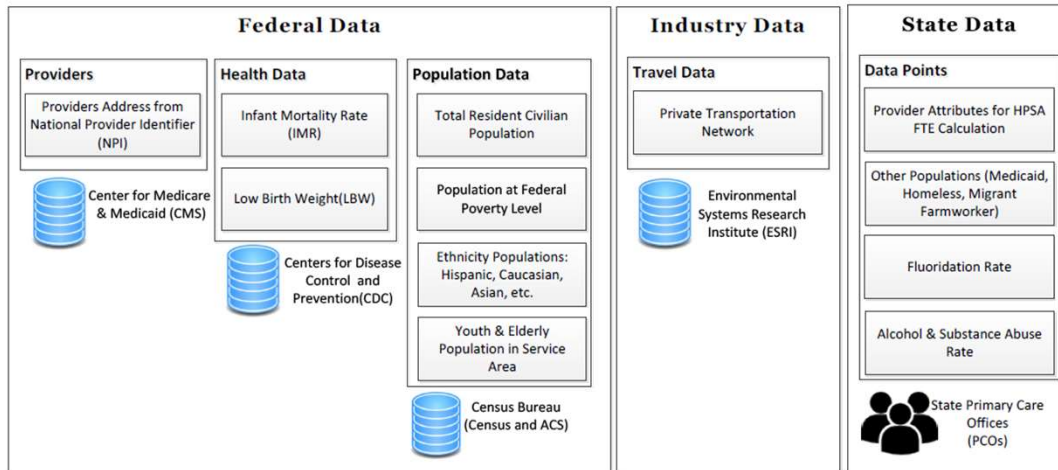 Federal Data
Providers
Providers Address from
National Provider Identifier
(NPI)
Center for Medicare
& Medicaid (CMS)
Health Data
Infant Mortality Rate
(IMR)
Low Birth Weight(LBW)
Centers for Disease
Control and
Prevention(CDC)
Population Data
Total Resident Civilian
Population
Population at Federal
Poverty Level
Ethnicity Populations:
Hispanic, Caucasian,
Asian, etc.
Youth & Elderly
Population in Service
Area
Census Bureau
(Census and ACS)
Industry Data
Travel Data
Private Transportation
Network
Environmental
Systems Research
Institute (ESRI)
State Data
Data Points
Provider Attributes for HPSA
FTE Calculation
Other Populations (Medicaid,
Homeless, Migrant
Farmworker)
Fluoridation Rate
Alcohol & Substance Abuse
Rate
State Primary Care
Offices
(PCOs)